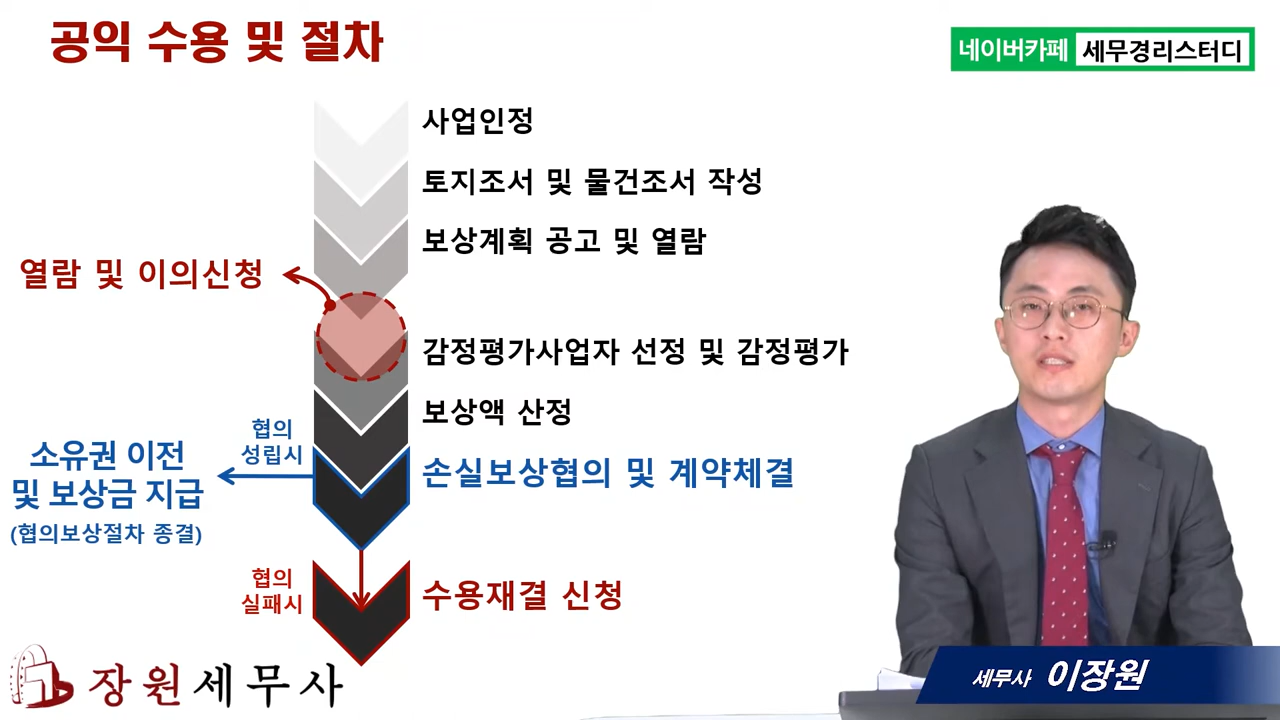 공익 수용 및 절차
네이버카페 세무경리스터디
사업인정
토지조서 및 물건조서 작성
보상계획 공고 및 열람
열람 및 이의신청
감정평가사업자 선정 및 감정평가
보상액 산정
협의
성립시
소유권 이전
및 보상금 지급
(협의보상절차 종결)
손실보상협의 및 계약체결
협의
실패시
수용재결 신청
장원세무사
세무사 이장원